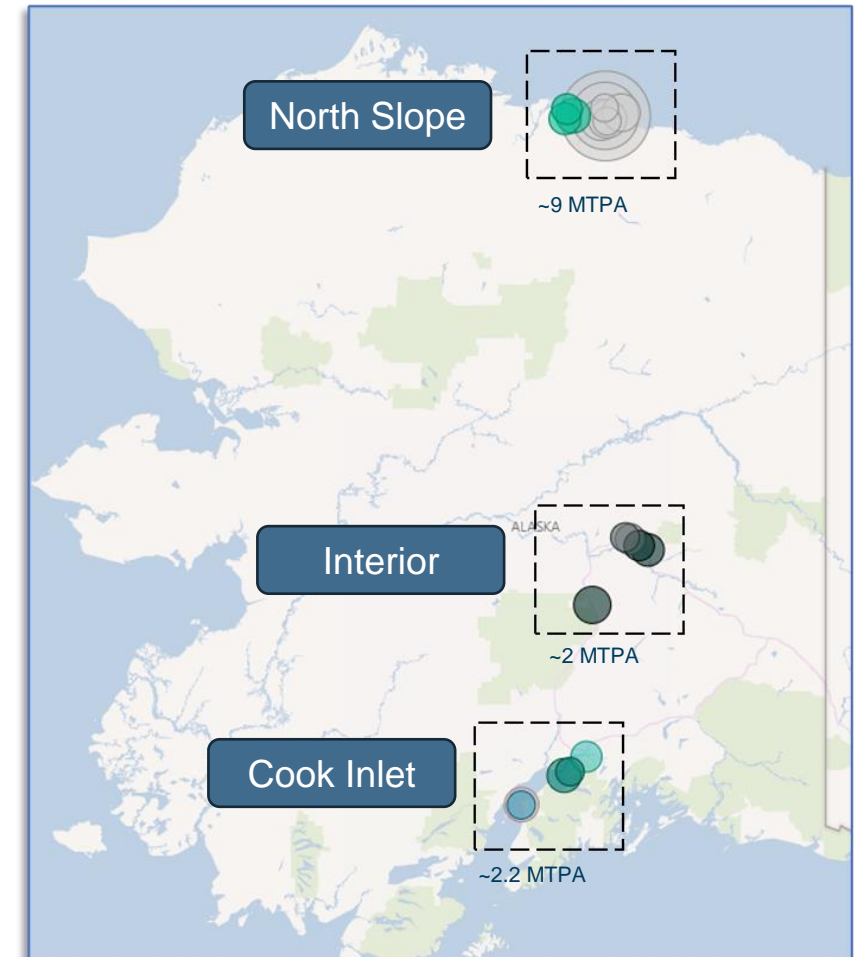 North Slope
~9 MTPA
ALASKA
Interior
~2 MTPA
Cook Inlet
~2.2 MTPA